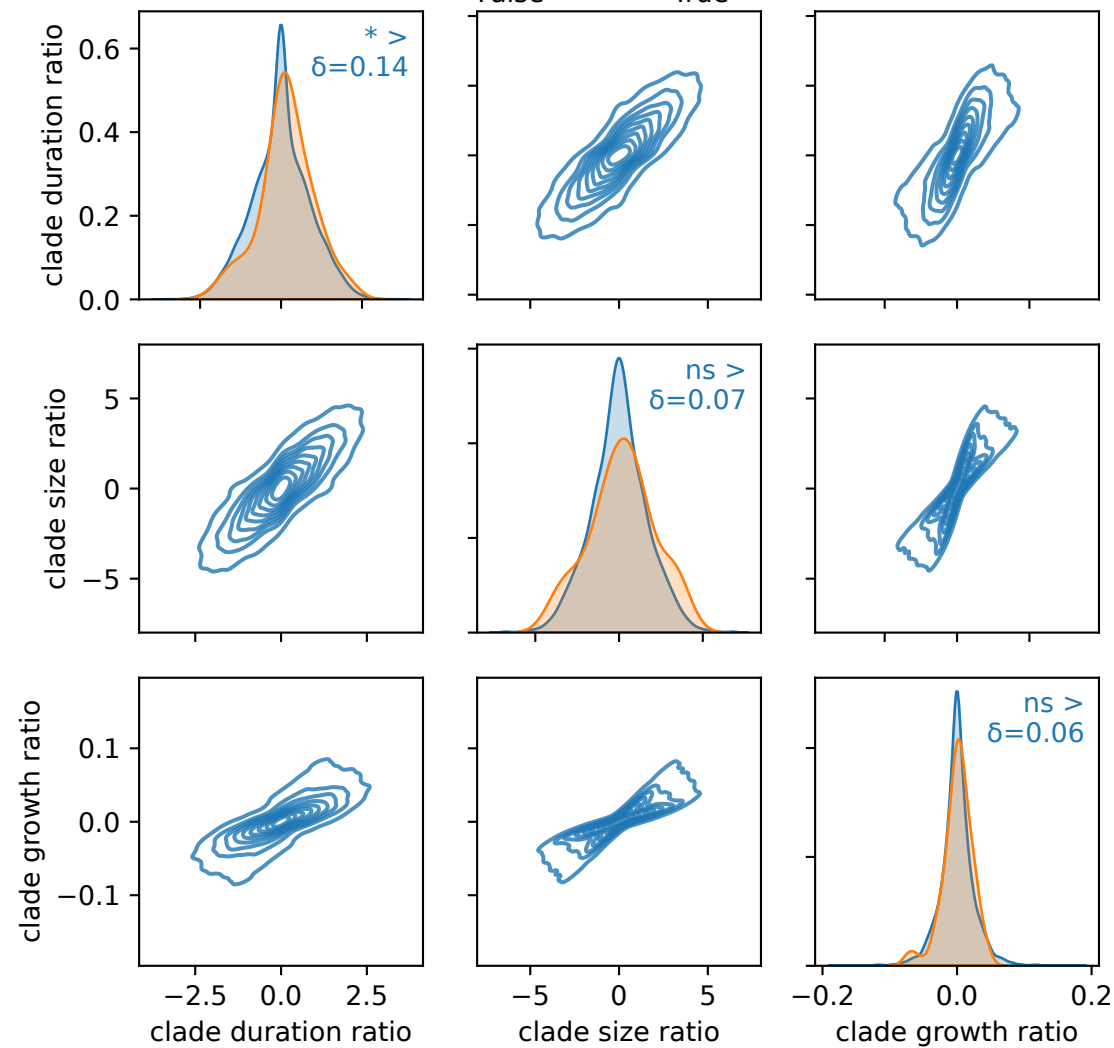 True
0.6
0.4
0.2
0.0
clade duration ratio
* >
δ=0.14
5
0
−5
clade size ratio
ns >
δ=0.07
0.1
0.0
−0.1
clade growth ratio
ns >
δ=0.06
−2.5 0.0 2.5
−5 0 5
−0.2 0.0 0.2
clade duration ratio
clade size ratio
clade growth ratio